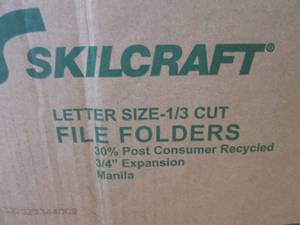 SKILCRAFT®
LETTER SIZE-1/3 CUT
FILE FOLDERS
30% Post Consumer Recycled
3/4" Expansion
Manila